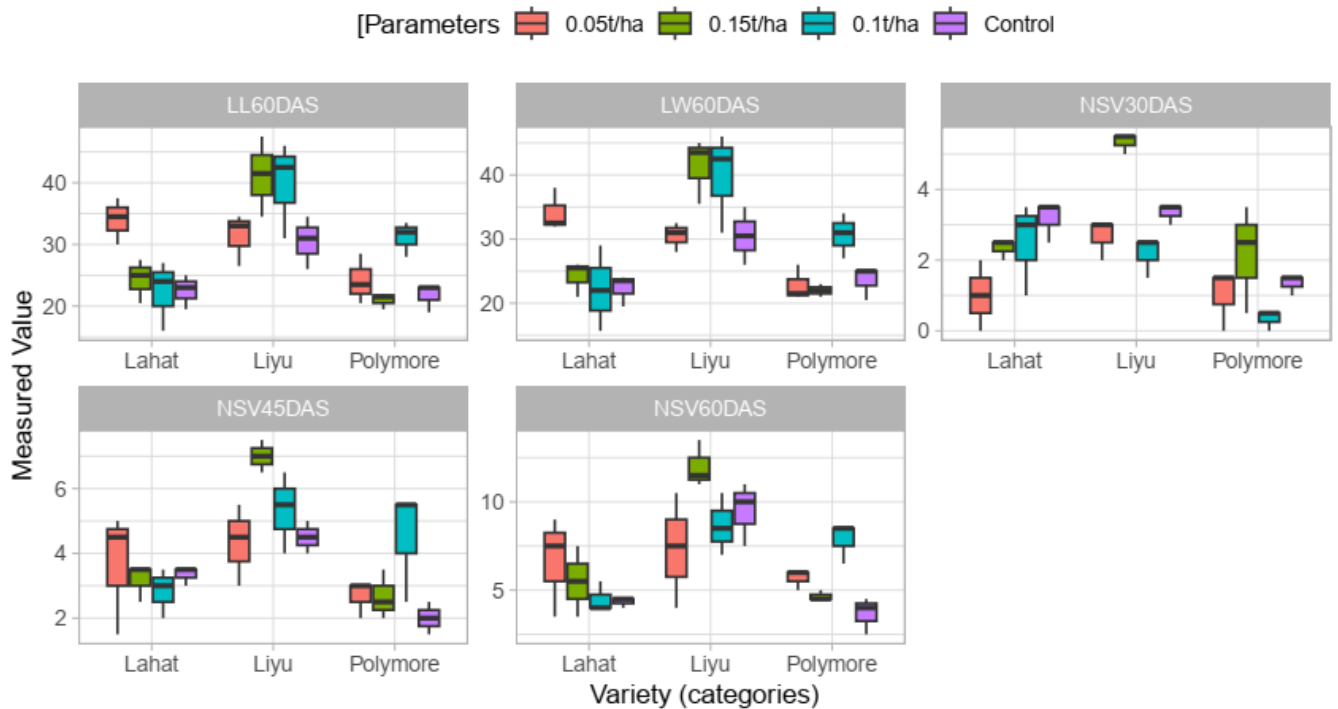 [Parameters 0.05t/ha 0.15t/ha 0.1t/ha Control
LL60DAS LW60DAS NSV30DAS
40
30
20
40
30
20
4
2
0
Lahat Liyu Polymore Lahat Liyu Polymore Lahat Liyu Polymore
Measured Value
NSV45DAS NSV60DAS
6
4
2
10
5
Lahat Liyu Polymore Lahat Liyu Polymore
Variety (categories)